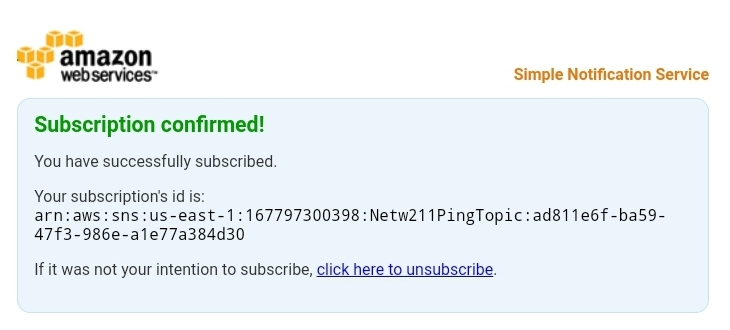 amazon
webservices™
Simple Notification Service
Subscription confirmed!
You have successfully subscribed.
Your subscription's id is:
arn:aws:sns:us-east-1:167797300398:Netw211PingTopic:ad811e6f-ba59-
47f3-986e-a1e77a384d30
If it was not your intention to subscribe, click here to unsubscribe.